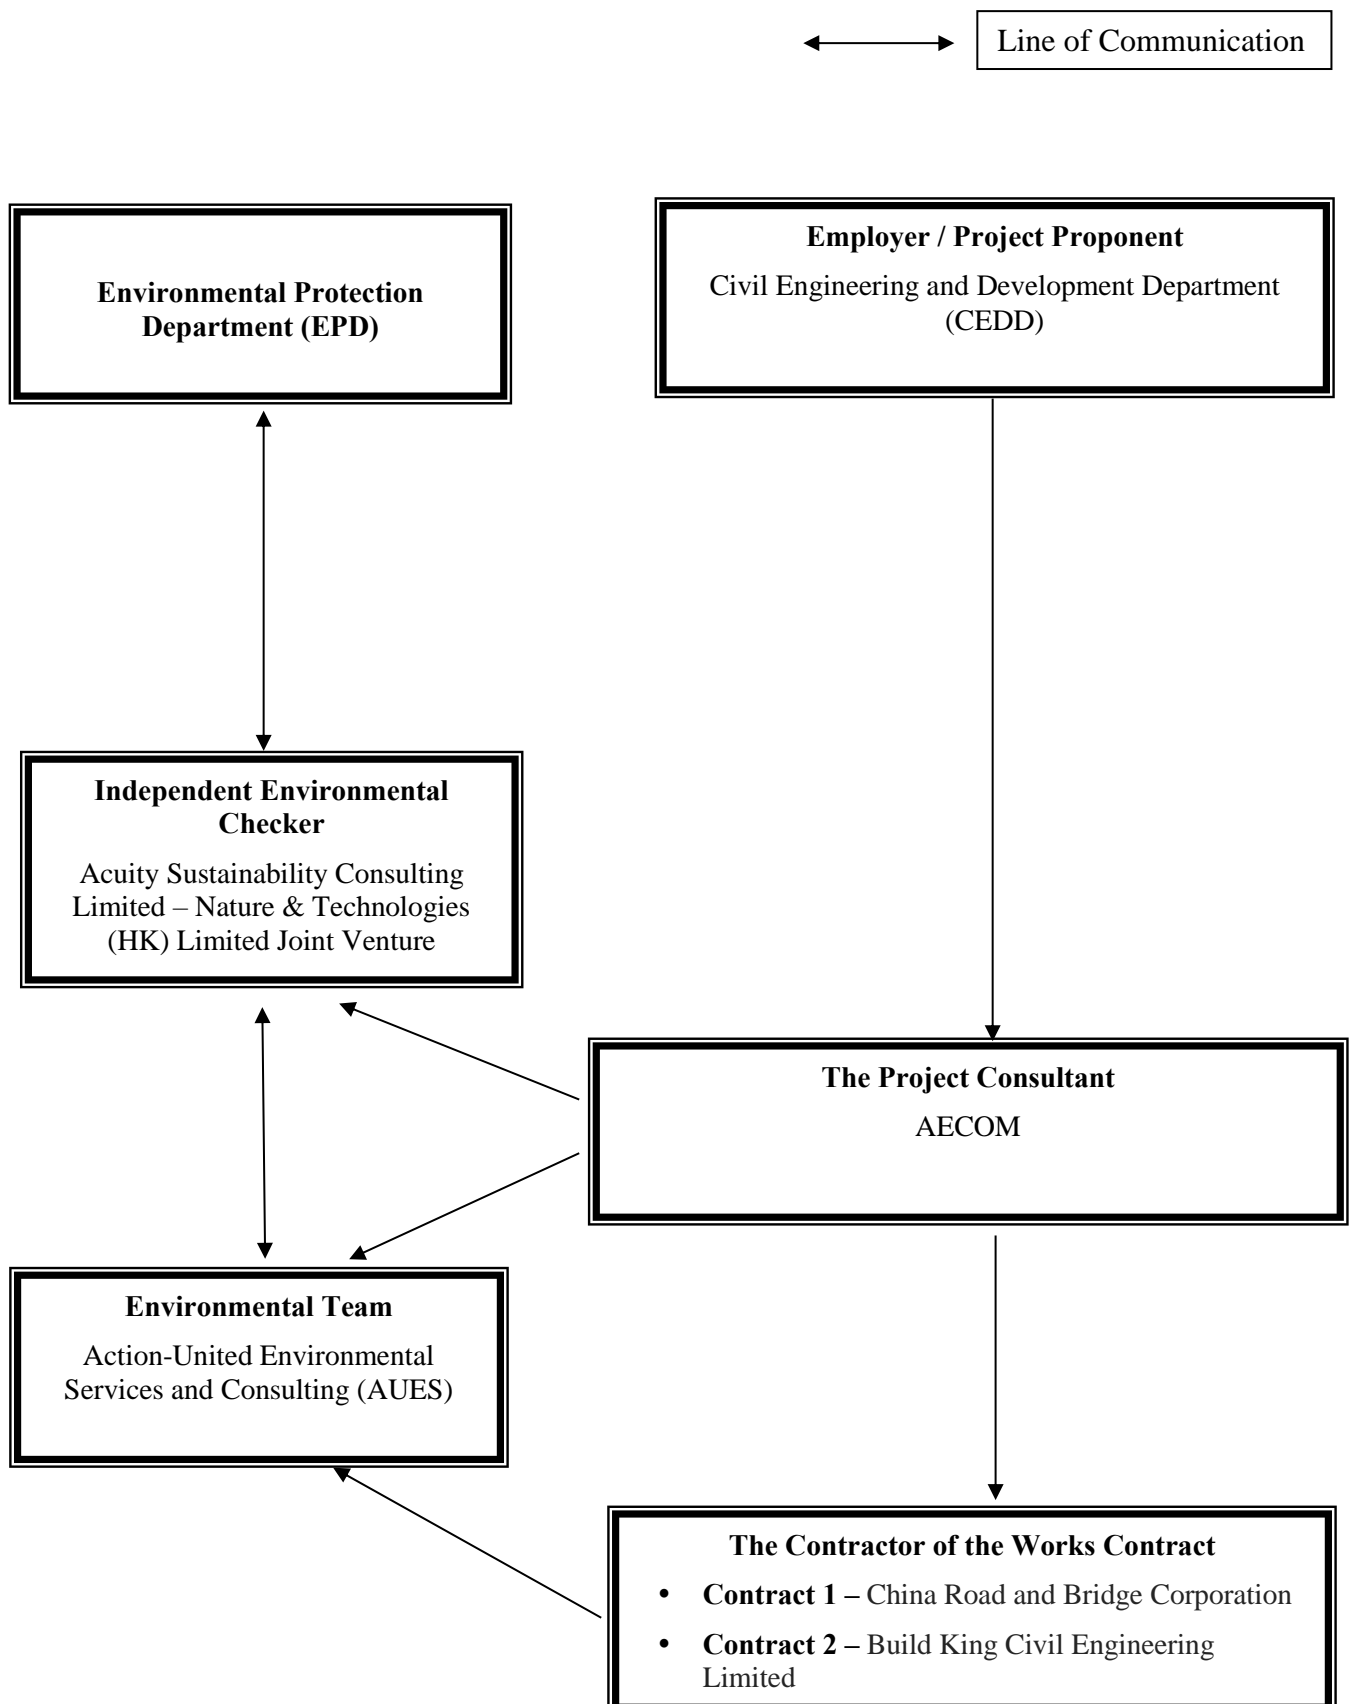 Line of Communication
Environmental Protection
Department (EPD)
Employer / Project Proponent
Civil Engineering and Development Department
(CEDD)
Independent Environmental
Checker
Acuity Sustainability Consulting
Limited – Nature & Technologies
(HK) Limited Joint Venture
The Project Consultant
AECOM
Environmental Team
Action-United Environmental
Services and Consulting (AUES)
The Contractor of the Works Contract
• Contract 1 – China Road and Bridge Corporation
• Contract 2 – Build King Civil Engineering
Limited